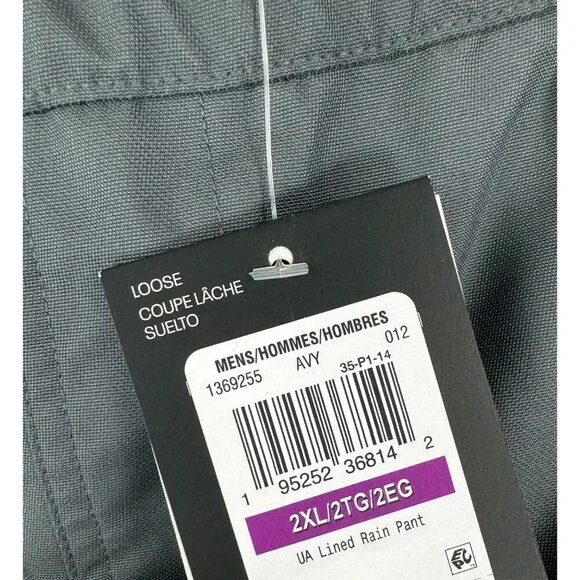 LOOSE
COUPE LÂCHE
SUELTO
MENS/HOMMES/HOMBRES
1369255 AVY 012
35-P1-14
1 95252 36814 2
2XL/2TG/2EG
UA Lined Rain Pant
EPC